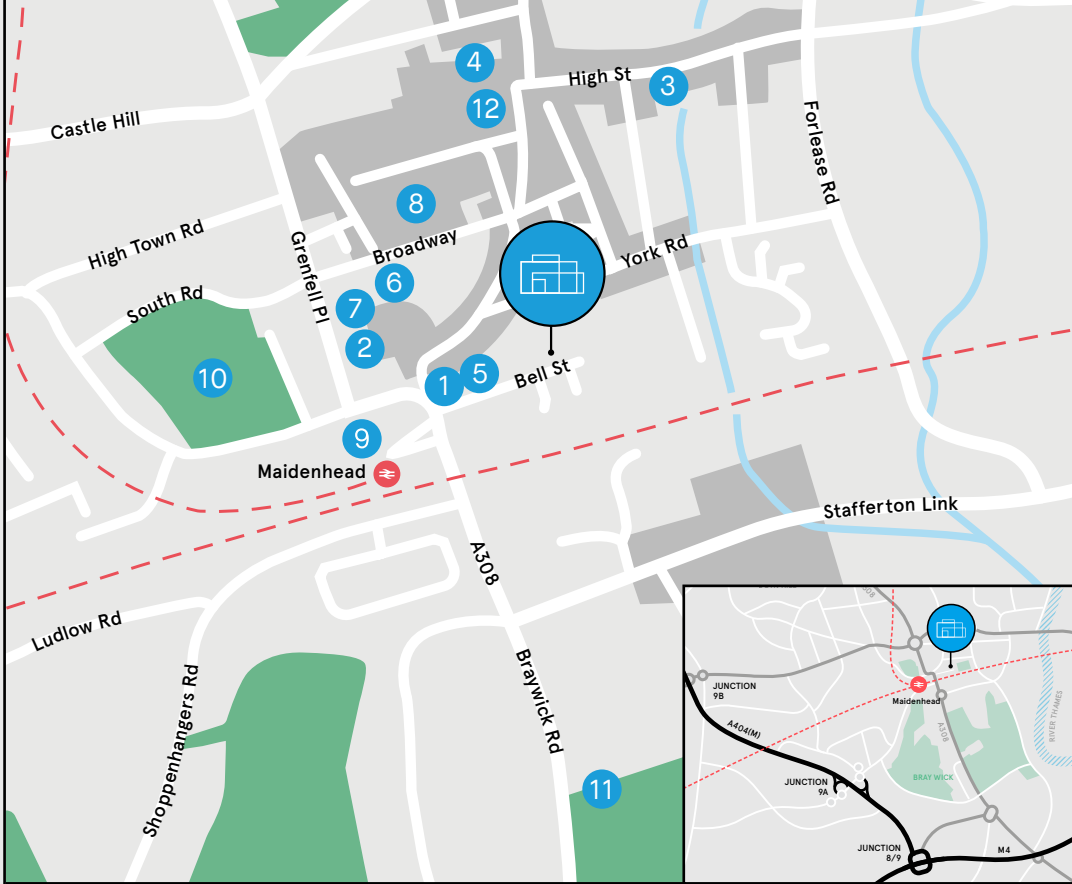 4
High St
3
12
Castle Hill
Forlease Rd
8
High Town Rd
Broadway
York Rd
Grenfell Pl
6
South Rd
7
2
10
1
5
Bell St
9
Maidenhead
Stafferton Link
A308
Ludlow Rd
Braywick Rd
Shoppenhangers Rd
11
JUNCTION
9B
Maidenhead
A404(M)
A308
RIVER THAMES
BRAY WICK
JUNCTION
9A
JUNCTION
8/9
M4